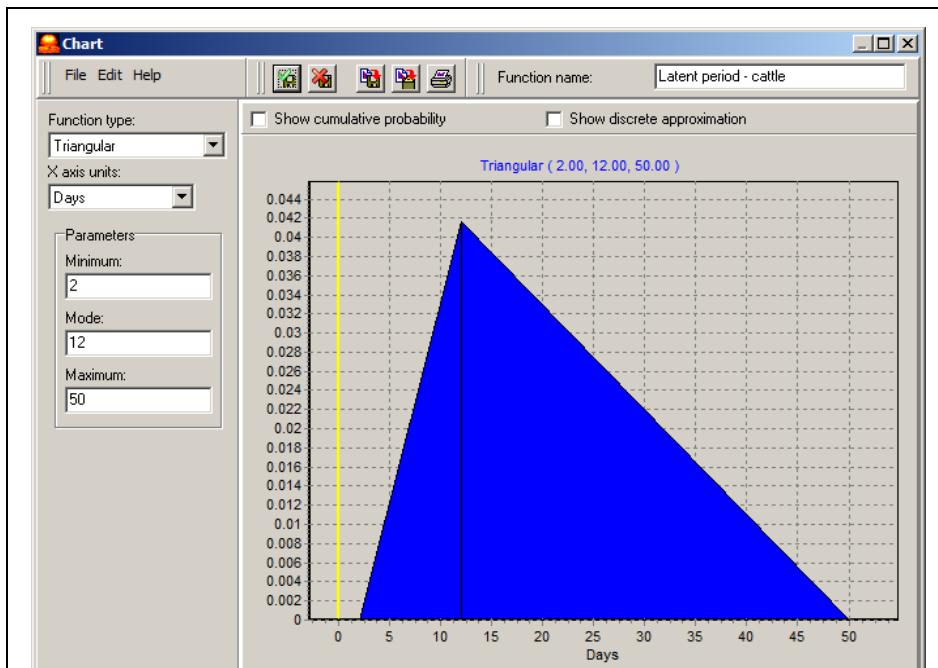 Chart
File Edit Help
Function name:
Latent period - cattle
Function type:
Triangular
X axis units:
Days
Parameters
Minimum:
2
Mode:
12
Maximum:
50
Show cumulative probability
Show discrete approximation
Triangular ( 2.00, 12.00, 50.00 )
0.044
0.042
0.04
0.038
0.036
0.034
0.032
0.03
0.028
0.026
0.024
0.022
0.02
0.018
0.016
0.014
0.012
0.01
0.008
0.006
0.004
0.002
0
0 5 10 15 20 25 30 35 40 45 50
Days